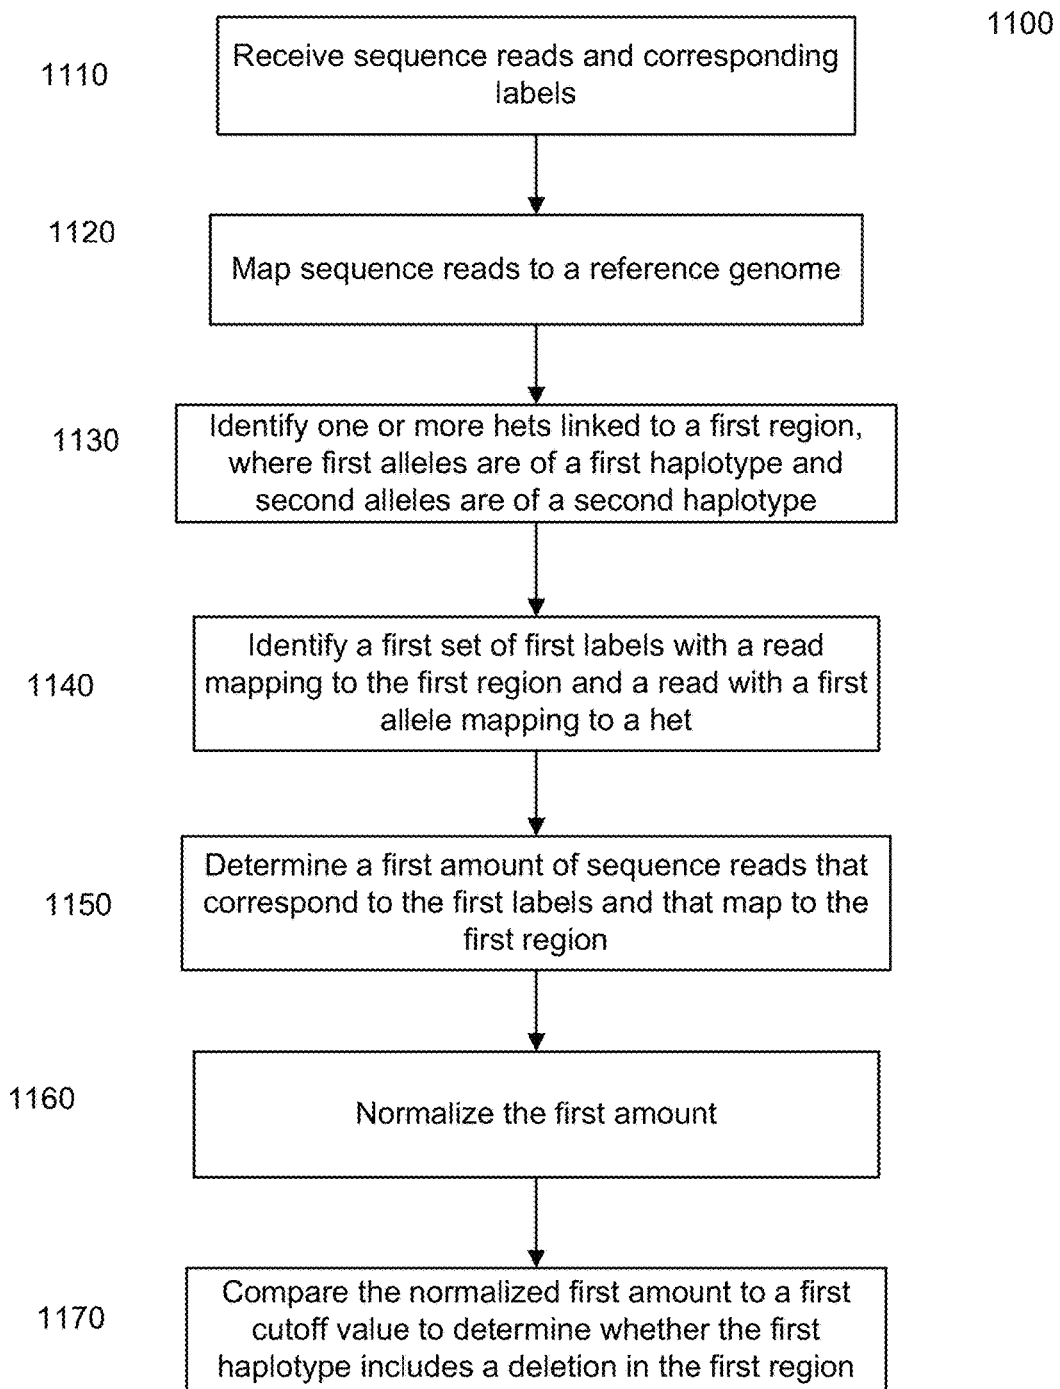 1100
1110
Receive sequence reads and corresponding
labels
1120
Map sequence reads to a reference genome
1130
Identify one or more hets linked to a first region,
where first alleles are of a first haplotype and
second alleles are of a second haplotype
1140
Identify a first set of first labels with a read
mapping to the first region and a read with a first
allele mapping to a het
1150
Determine a first amount of sequence reads that
correspond to the first labels and that map to the
first region
1160
Normalize the first amount
1170
Compare the normalized first amount to a first
cutoff value to determine whether the first
haplotype includes a deletion in the first region